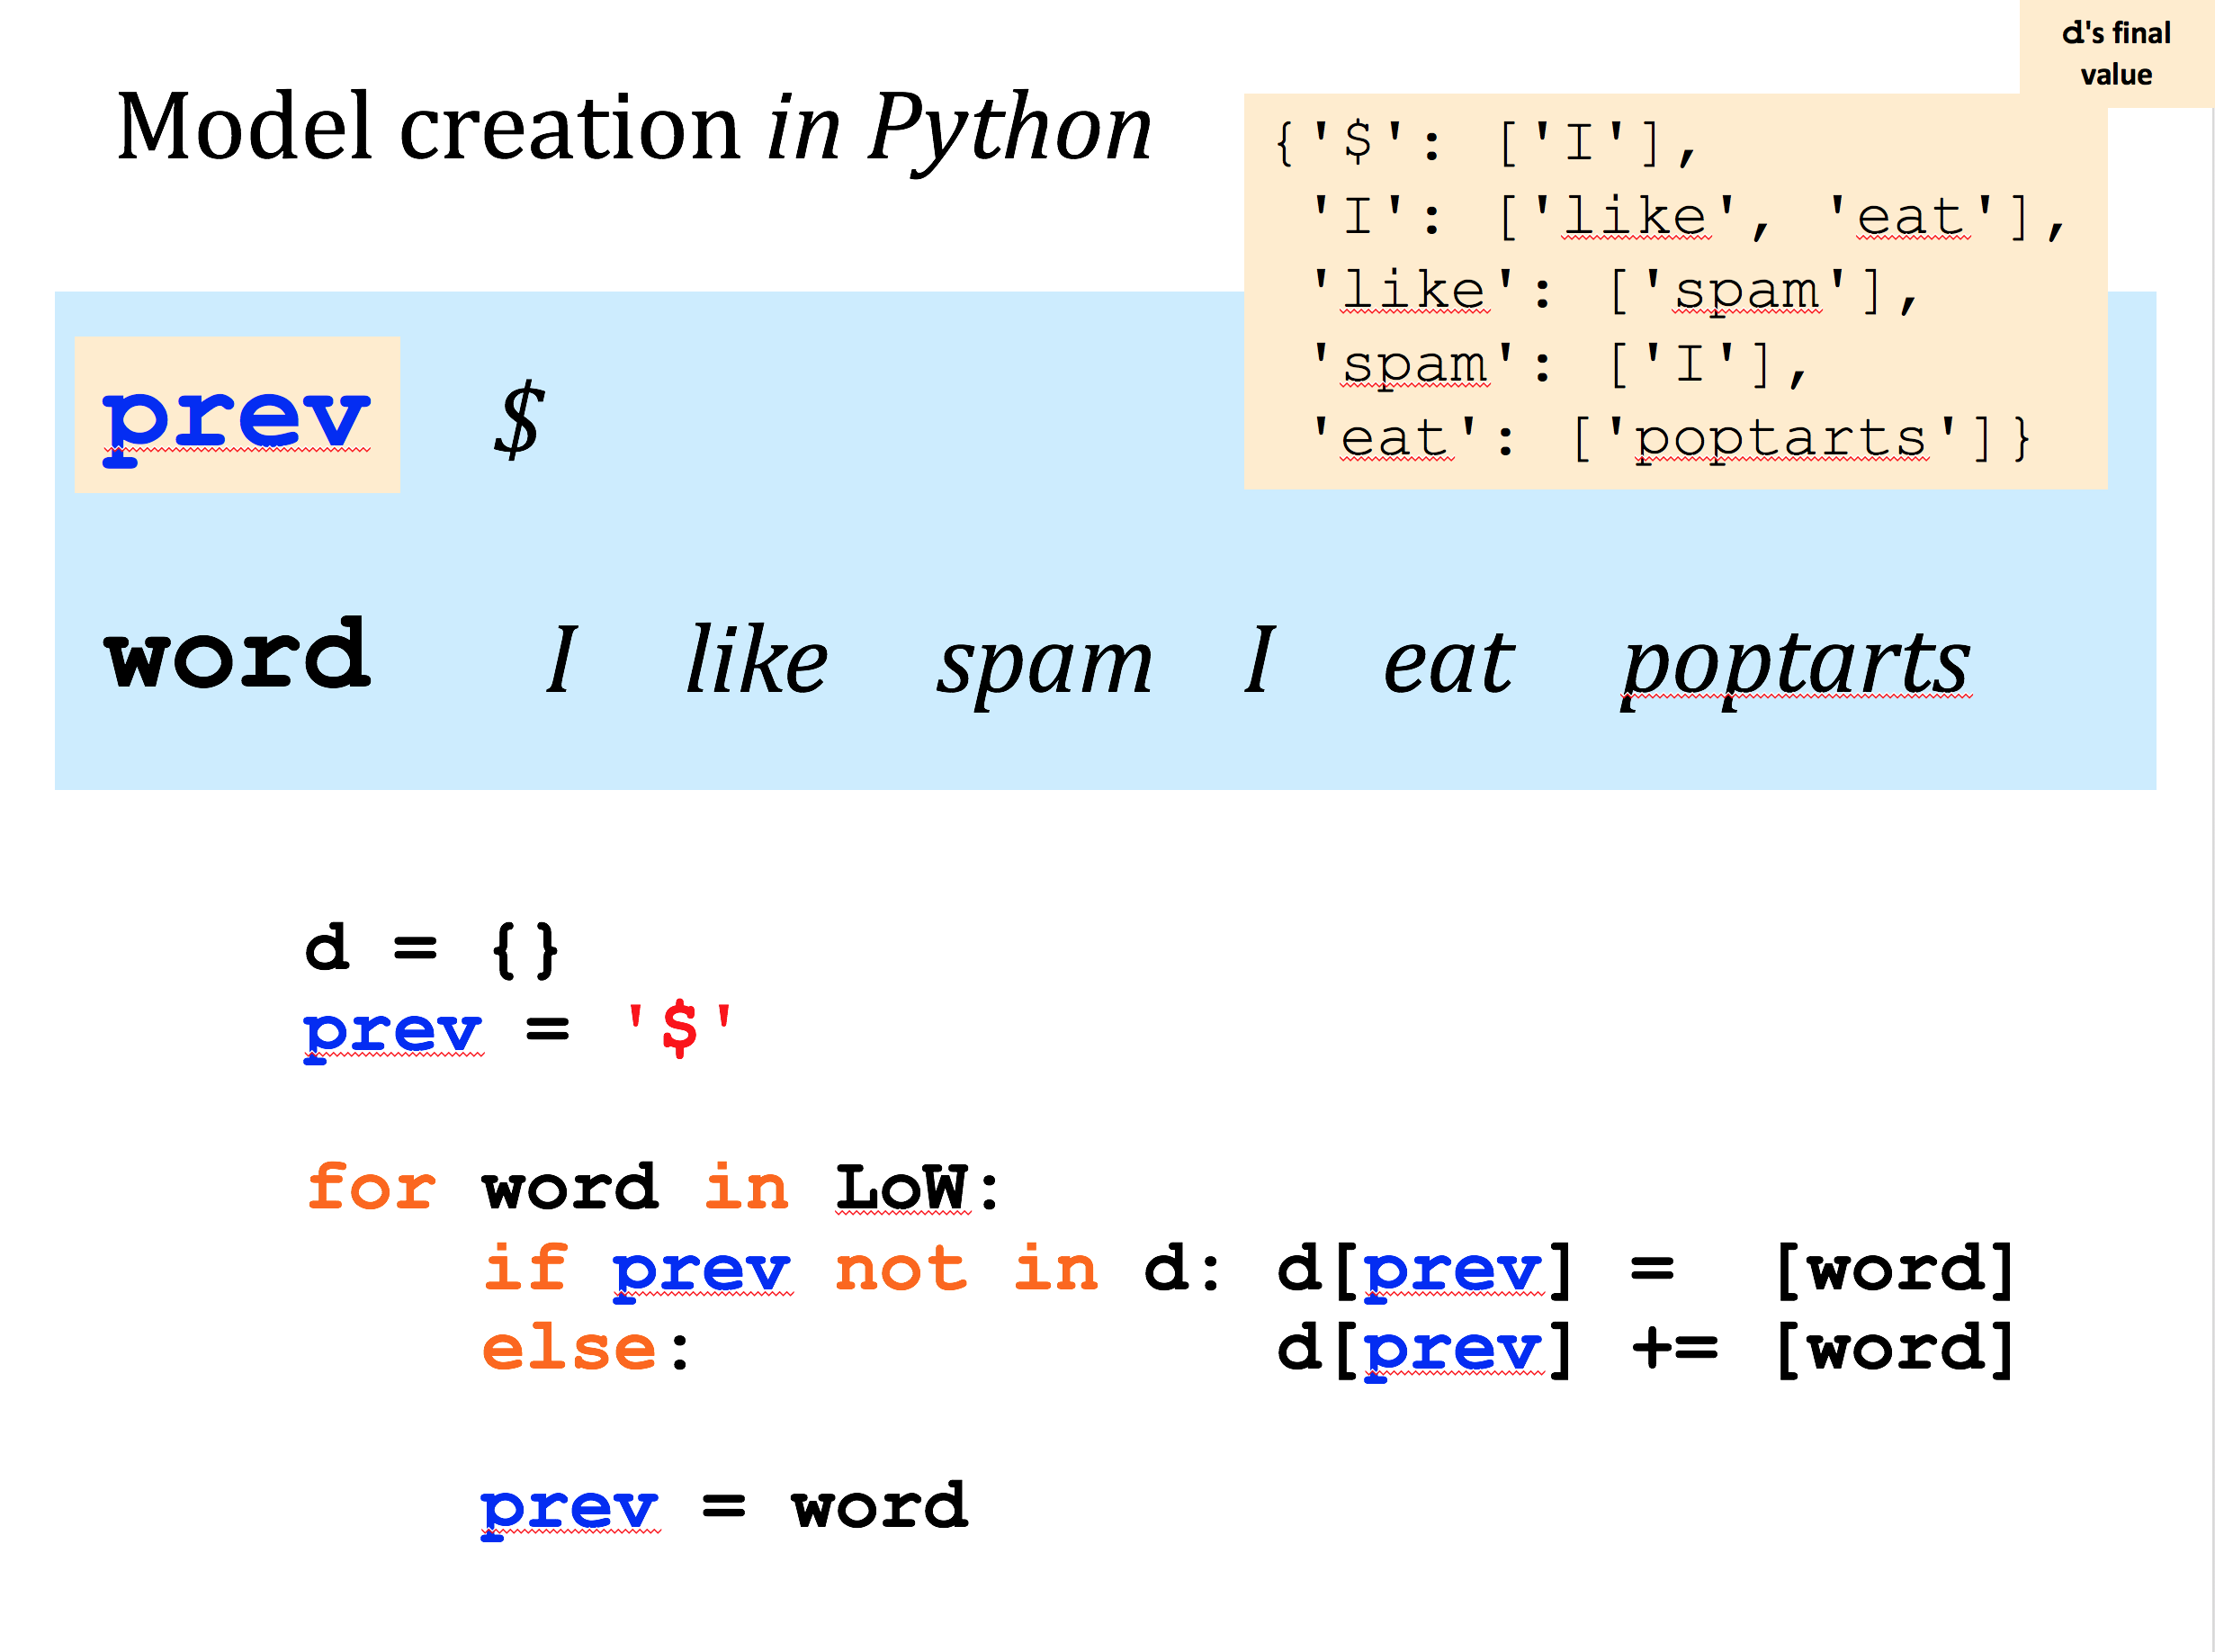 d's final
value
Model creation in Python
{'$': ['I'],
'I': ['like', 'eat'],
'like': ['spam'],
'spam': ['I'],
'eat': ['poptarts']}
prev $
word I like spam I eat poptarts
d = {}
prev = '$'
for word in LoW:
if prev not in d: d[prev] = [word]
else: d[prev] += [word]
prev = word